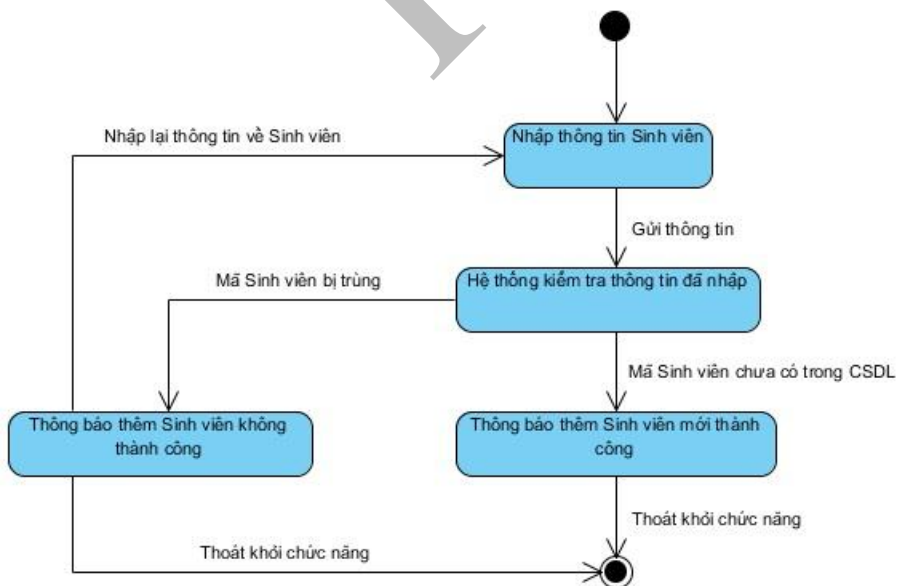 Nhập thông tin Sinh viên
Nhập lại thông tin về Sinh viên
Gửi thông tin
Hệ thống kiểm tra thông tin đã nhập
Mã Sinh viên bị trùng
Mã Sinh viên chưa có trong CSDL
Thông báo thêm Sinh viên không
thành công
Thông báo thêm Sinh viên mới thành
công
Thoát khỏi chức năng
Thoát khỏi chức năng